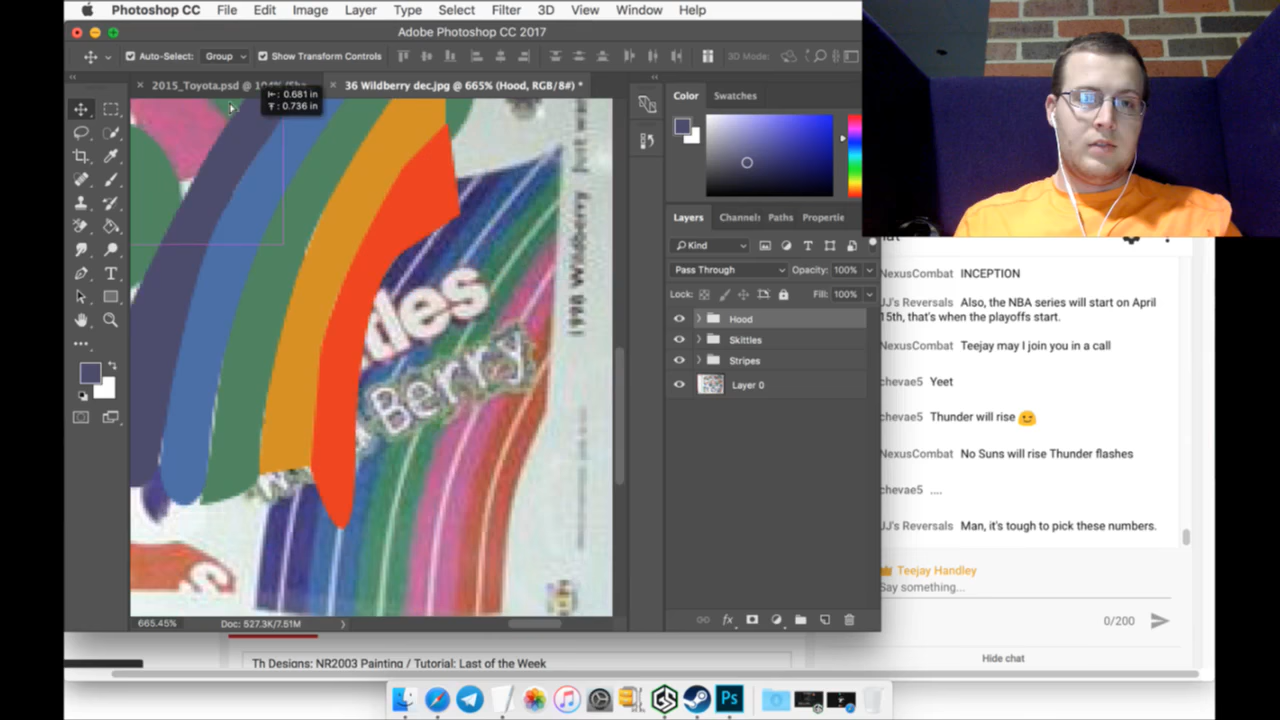 Photoshop CC File Edit Image Layer Type Select Filter 3D View Window Help
Adobe Photoshop CC 2017
Auto-Select: Group Show Transform Controls 3D Mode:
2015_Toyota.psd @ 36 Wildberry dec.jpg @ 665% (Hood, RGB/8#) *
0.681 in
0.736 in
Color Swatches
Layers Channels Paths Propertie
Kind
Pass Through Opacity: 100%
Lock: Fill: 100%
Hood
Skittles
Stripes
Layer 0
1998 Wildberry
Berry
665.45% Doc: 527.3K/7.51M
NexusCombat INCEPTION
JJ's Reversals Also, the NBA series will start on April
15th, that's when the playoffs start.
NexusCombat Teejay may I join you in a call
chevae5 Yeet
chevae5 Thunder will rise
NexusCombat No Suns will rise Thunder flashes
chevae5 ....
JJ's Reversals Man, it's tough to pick these numbers.
Teejay Handley
Say something...
0/200
Hide chat
Th Designs: NR2003 Painting / Tutorial: Last of the Week
Ps